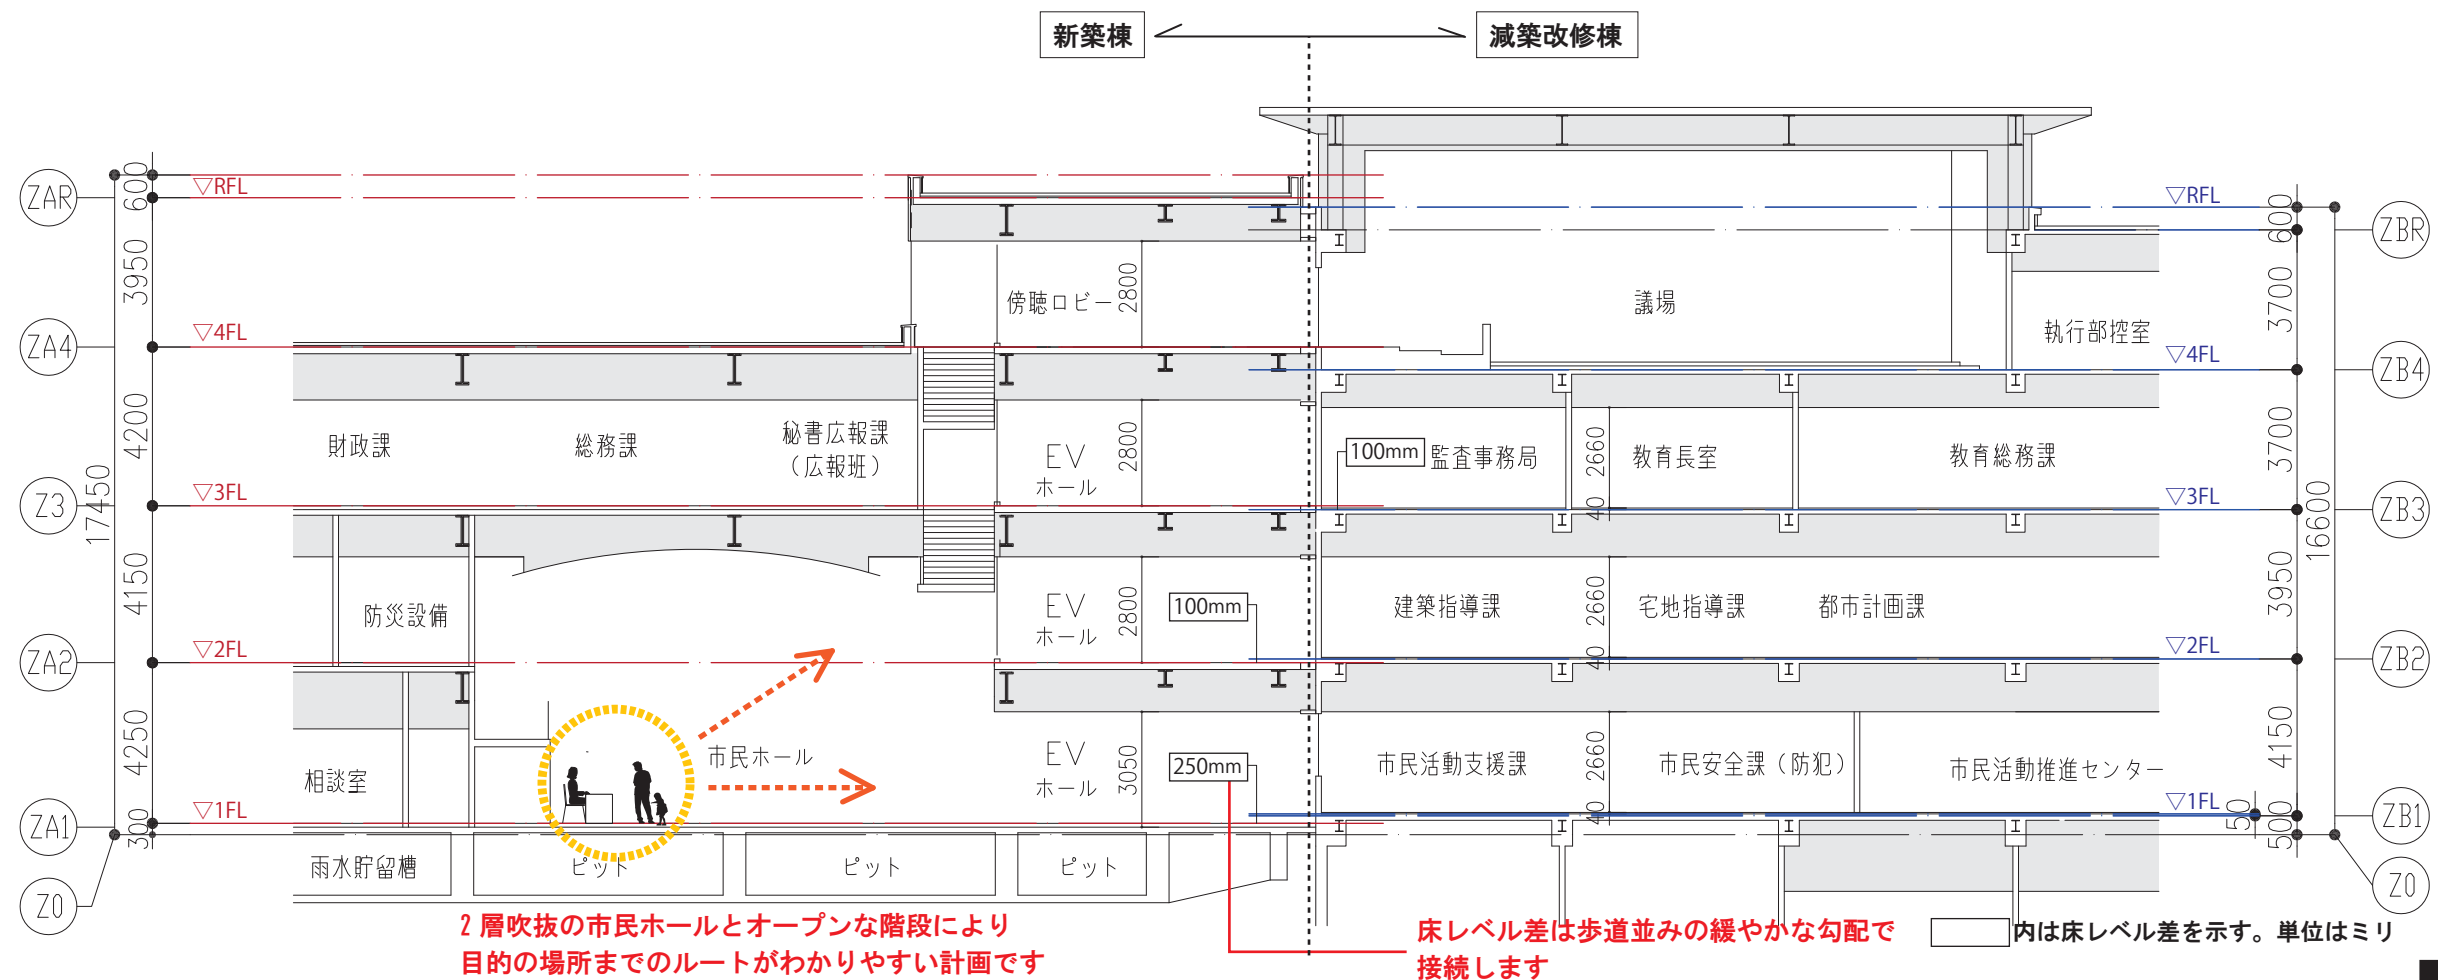 新築棟
減築改修棟
ZAR
600
▽RFL
▽RFL
600
ZBR
3950
傍聴ロビー
2800
議場
執行部控室
3700
ZA4
▽4FL
▽4FL
ZB4
4200
財政課
総務課
秘書広報課
（広報班）
EV
ホール
2800
100mm
監査事務局
2660
40
教育長室
教育総務課
3700
17450
Z3
▽3FL
▽3FL
ZB3
16600
4150
防災設備
EV
ホール
2800
100mm
建築指導課
2660
40
宅地指導課
都市計画課
3950
ZA2
▽2FL
▽2FL
ZB2
4250
相談室
市民ホール
EV
ホール
3050
250mm
市民活動支援課
2660
40
市民安全課（防犯）
市民活動推進センター
4150
ZA1
▽1FL
▽1FL
50
ZB1
300
500
雨水貯留槽
ピット
ピット
ピット
Z0
Z0
2 層吹抜の市民ホールとオープンな階段により
目的の場所までのルートがわかりやすい計画です
床レベル差は歩道並みの緩やかな勾配で
接続します
内は床レベル差を示す。単位はミリ